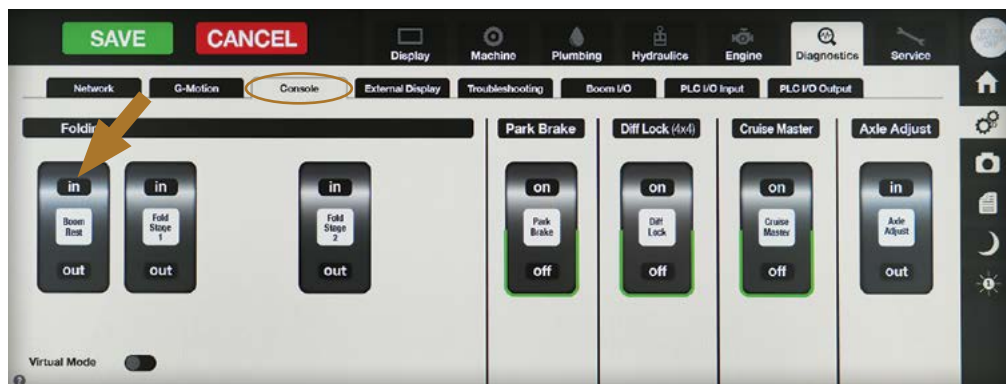 SAVE CANCEL
Display Machine Plumbing Hydraulics Engine Diagnostics Service
Network G-Motion Console External Display Troubleshooting Boom I/O PLC I/O Input PLC I/O Output
Foldin Park Brake Diff Lock (4x4) Cruise Master Axle Adjust
in in in on on on in
Boom
Rest
Fold
Stage
1
Fold
Stage
2
Park
Brake
Diff
Lock
Cruise
Master
Axle
Adjust
out out out off off off out
Virtual Mode